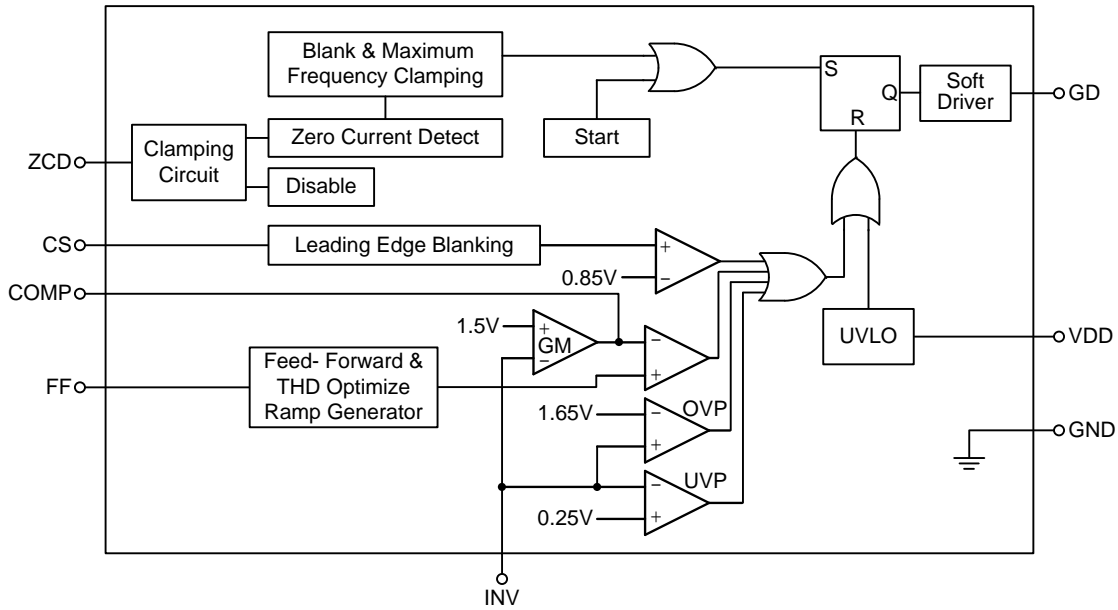 Blank & Maximum
Frequency Clamping
S
Q
R
Soft
Driver
GD
Zero Current Detect
Start
ZCD
Clamping
Circuit
Disable
CS
Leading Edge Blanking
+
−
0.85V
COMP
1.5V
+
−
GM
−
+
UVLO
VDD
FF
Feed- Forward &
THD Optimize
Ramp Generator
1.65V
−
+
OVP
GND
UVP
−
+
0.25V
INV